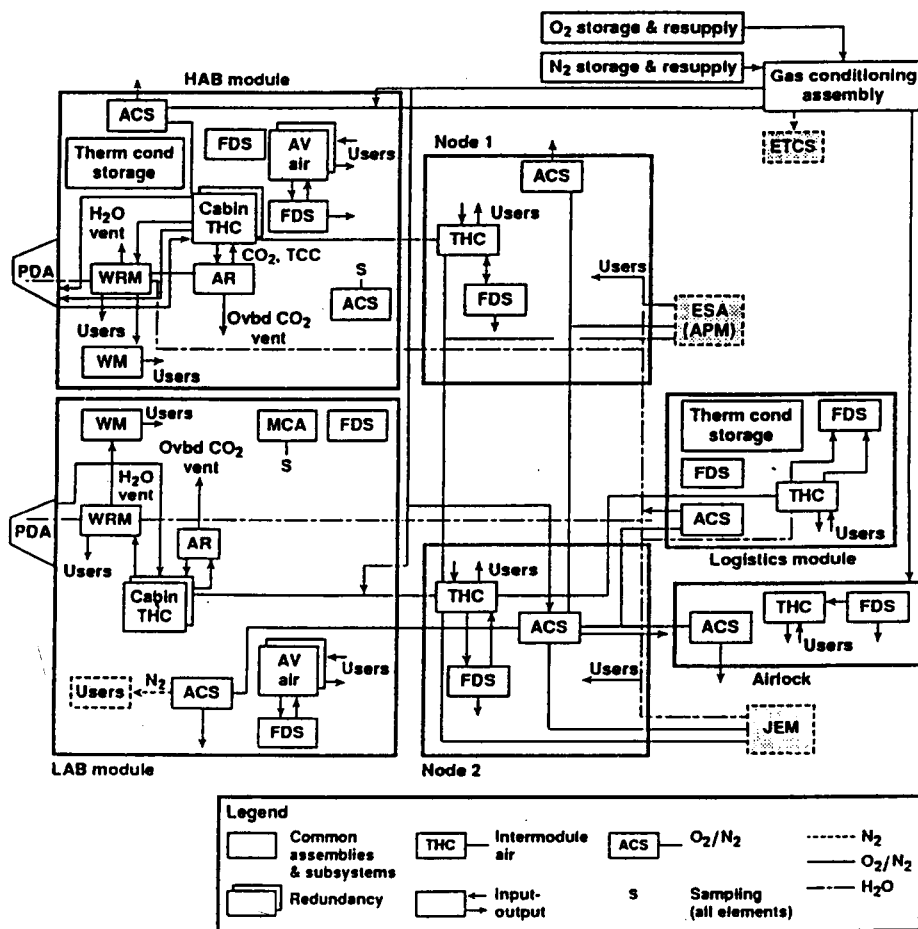 O2 storage & resupply
N2 storage & resupply
Gas conditioning
assembly
ETCS
HAB module
ACS
FDS
AV
air
Users
Therm cond
storage
H2O
vent
Cabin
THC
FDS
CO2, TCC
PDA
WRM
AR
S
ACS
Users
Ovbd CO2
vent
WM
Users
Node 1
ACS
Users
THC
FDS
Users
ESA
(APM)
WM
Users
MCA
FDS
S
Ovbd CO2
vent
H2O
vent
PDA
WRM
AR
Users
Cabin
THC
AV
air
Users
Users
N2
ACS
FDS
LAB module
Therm cond
storage
FDS
FDS
THC
ACS
Users
Logistics module
Users
THC
ACS
FDS
Users
Node 2
ACS
THC
FDS
Users
Airlock
JEM
Legend
Common
assemblies
& subsystems
Redundancy
THC
Intermodule
air
Input-
output
ACS
O2/N2
S
Sampling
(all elements)
N2
O2/N2
H2O